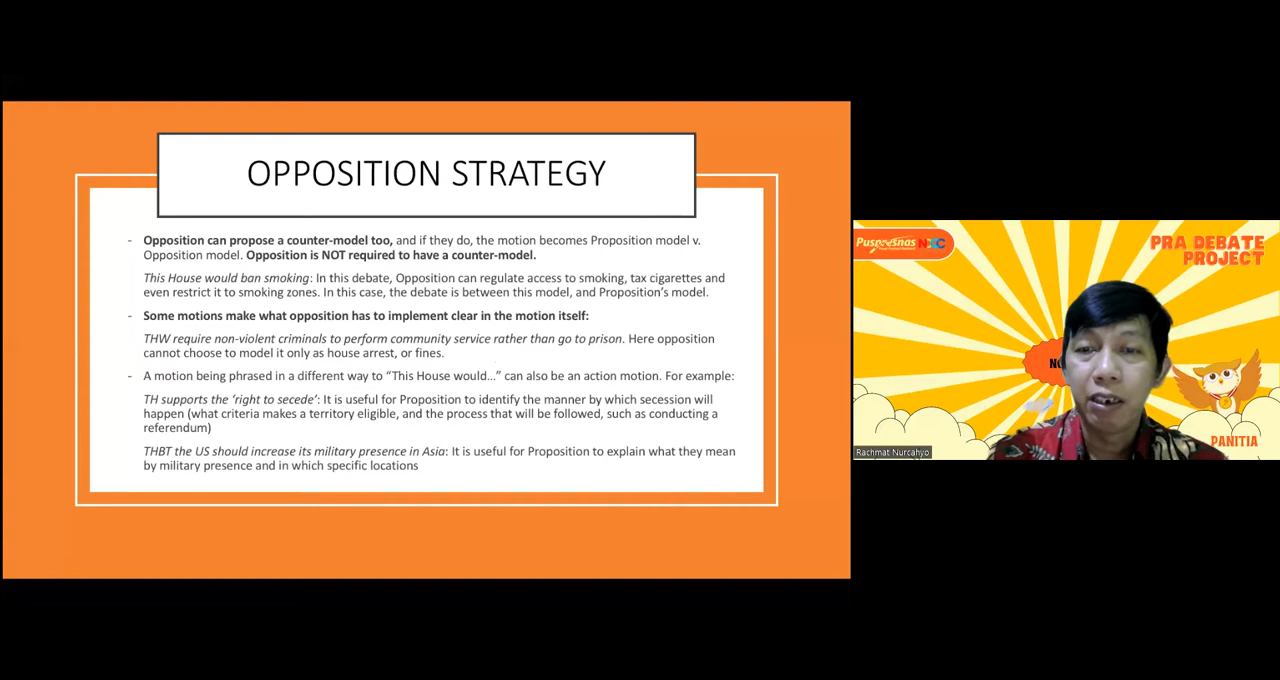 OPPOSITION STRATEGY
- Opposition can propose a counter-model too, and if they do, the motion becomes Proposition model v.
Opposition model. Opposition is NOT required to have a counter-model.
This House would ban smoking: In this debate, Opposition can regulate access to smoking, tax cigarettes and
even restrict it to smoking zones. In this case, the debate is between this model, and Proposition's model.
- Some motions make what opposition has to implement clear in the motion itself:
THW require non-violent criminals to perform community service rather than go to prison. Here opposition
cannot choose to model it only as house arrest, or fines.
- A motion being phrased in a different way to “This House would…” can also be an action motion. For example:
TH supports the ‘right to secede’: It is useful for Proposition to identify the manner by which secession will
happen (what criteria makes a territory eligible, and the process that will be followed, such as conducting a
referendum)
THBT the US should increase its military presence in Asia: It is useful for Proposition to explain what they mean
by military presence and in which specific locations
Puspresnas
PRA DEBATE
PROJECT
PANITIA
Rachmat Nurcahyo